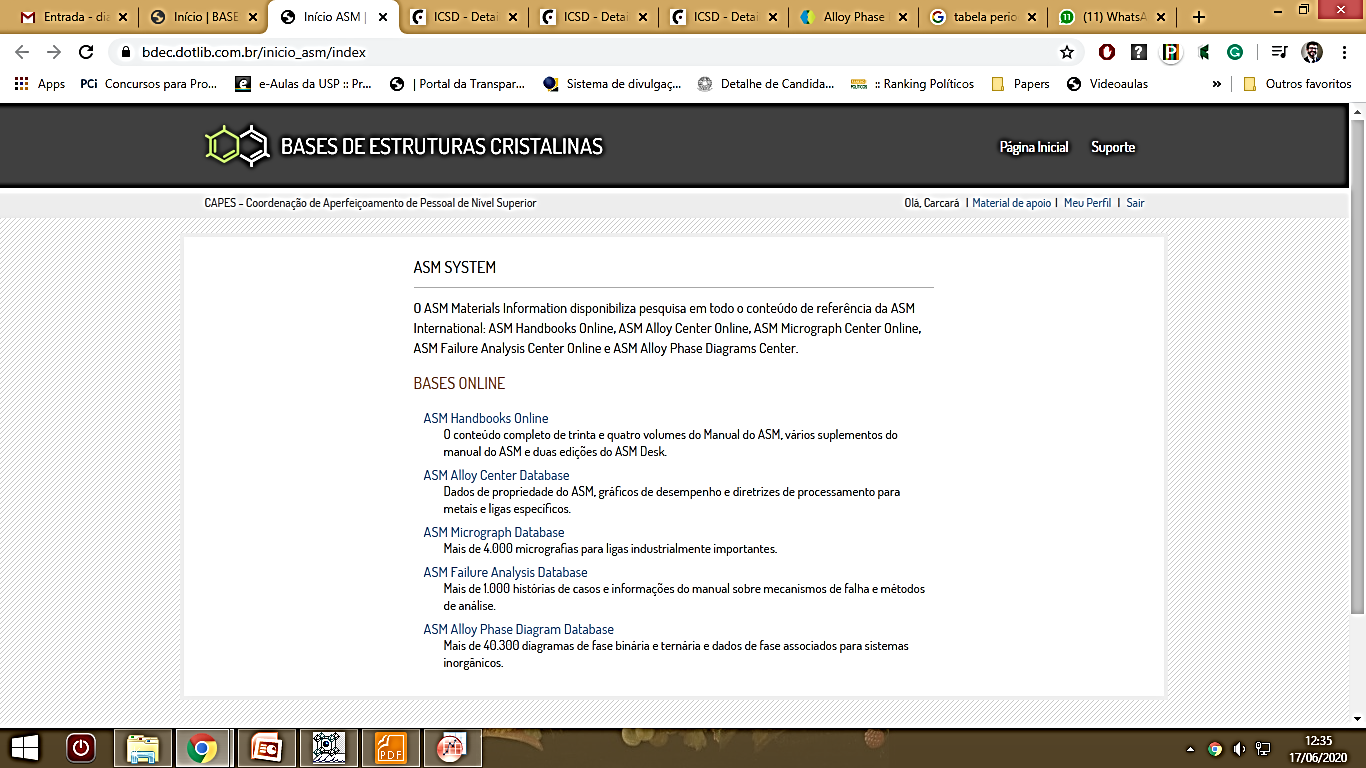 Entrada - di
Início | BASE
Início ASM |
ICSD - Detai
ICSD - Detai
ICSD - Detai
Alloy Phase
tabela perio
(11) WhatsA
bdec.dotlib.com.br/inicio_asm/index
Apps
PCi Concursos para Pro...
e-Aulas da USP :: Pr...
| Portal da Transpar...
Sistema de divulgaç...
Detalhe de Candida...
:: Ranking Políticos
Papers
Videoaulas
»
Outros favoritos
BASES DE ESTRUTURAS CRISTALINAS
Página Inicial Suporte
CAPES - Coordenação de Aperfeiçoamento de Pessoal de Nível Superior
Olá, Carcará | Material de apoio | Meu Perfil | Sair
ASM SYSTEM
O ASM Materials Information disponibiliza pesquisa em todo o conteúdo de referência da ASM
International: ASM Handbooks Online, ASM Alloy Center Online, ASM Micrograph Center Online,
ASM Failure Analysis Center Online e ASM Alloy Phase Diagrams Center.
BASES ONLINE
ASM Handbooks Online
O conteúdo completo de trinta e quatro volumes do Manual do ASM, vários suplementos do
manual do ASM e duas edições do ASM Desk.
ASM Alloy Center Database
Dados de propriedade do ASM, gráficos de desempenho e diretrizes de processamento para
metais e ligas específicos.
ASM Micrograph Database
Mais de 4.000 micrografias para ligas industrialmente importantes.
ASM Failure Analysis Database
Mais de 1.000 histórias de casos e informações do manual sobre mecanismos de falha e métodos
de análise.
ASM Alloy Phase Diagram Database
Mais de 40.300 diagramas de fase binária e ternária e dados de fase associados para sistemas
inorgânicos.
PDF
12:35
17/06/2020